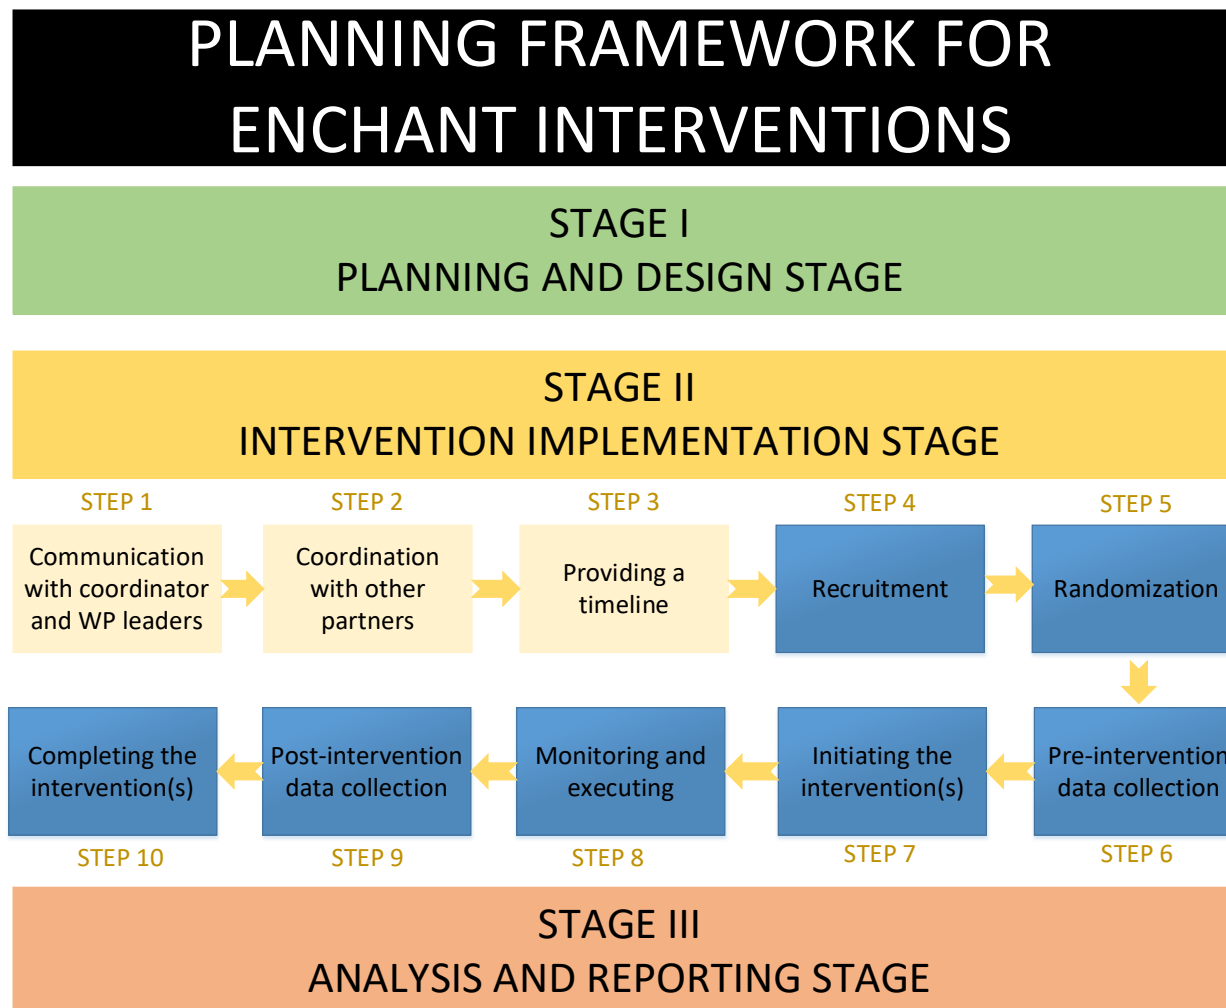 PLANNING FRAMEWORK FOR
ENCHANT INTERVENTIONS
STAGE I
PLANNING AND DESIGN STAGE
STAGE II
INTERVENTION IMPLEMENTATION STAGE
STEP 1
STEP 2
STEP 3
STEP 4
STEP 5
Communication
with coordinator
and WP leaders
Coordination
with other
partners
Providing a
timeline
Recruitment
Randomization
Completing the
intervention(s)
Post-intervention
data collection
Monitoring and
executing
Initiating the
intervention(s)
Pre-intervention
data collection
STEP 10
STEP 9
STEP 8
STEP 7
STEP 6
STAGE III
ANALYSIS AND REPORTING STAGE